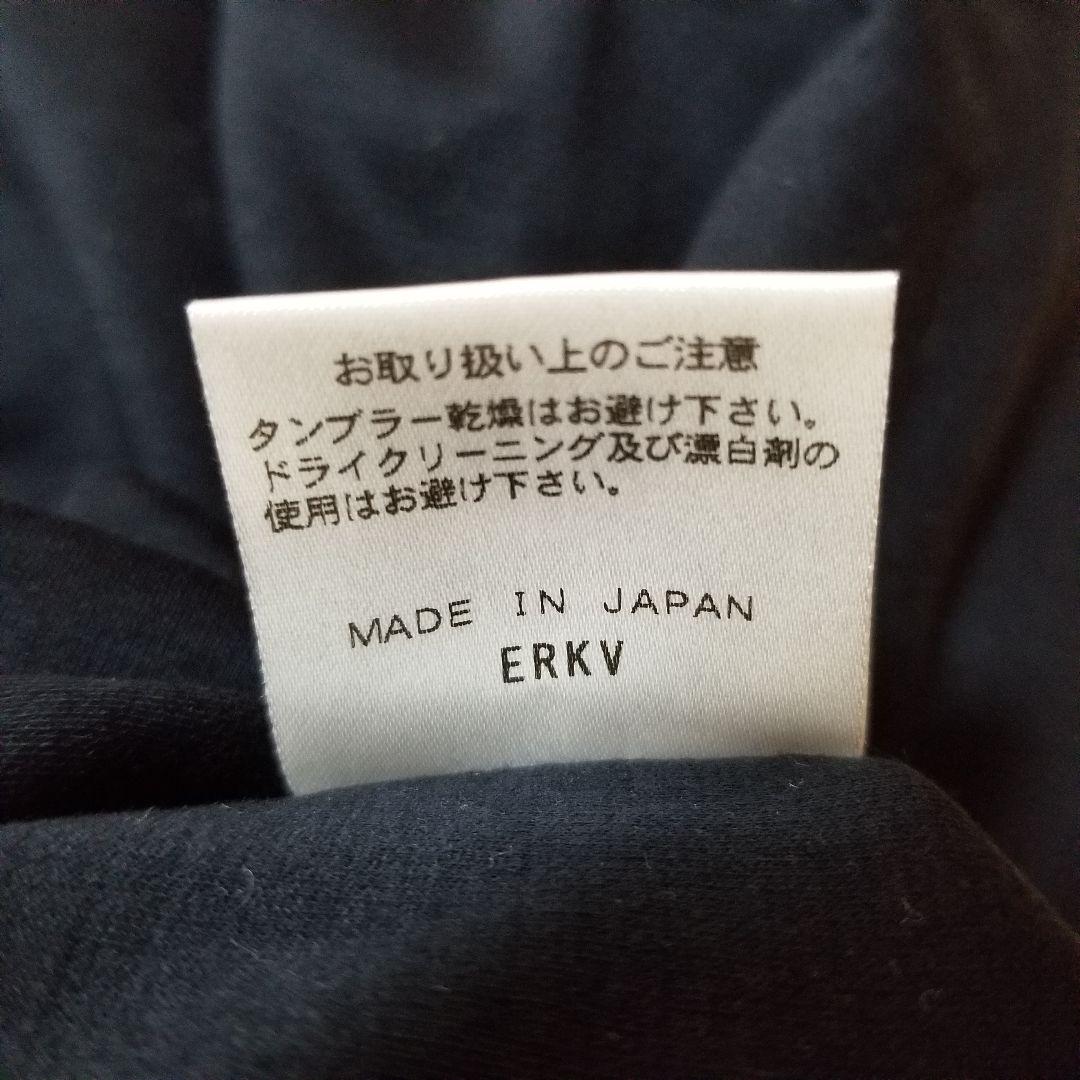 お取り扱い上のご注意
タンブラー乾燥はお避け下さい。
ドライクリーニング及び漂白剤の
使用はお避け下さい。
MADE IN JAPAN
ERKV